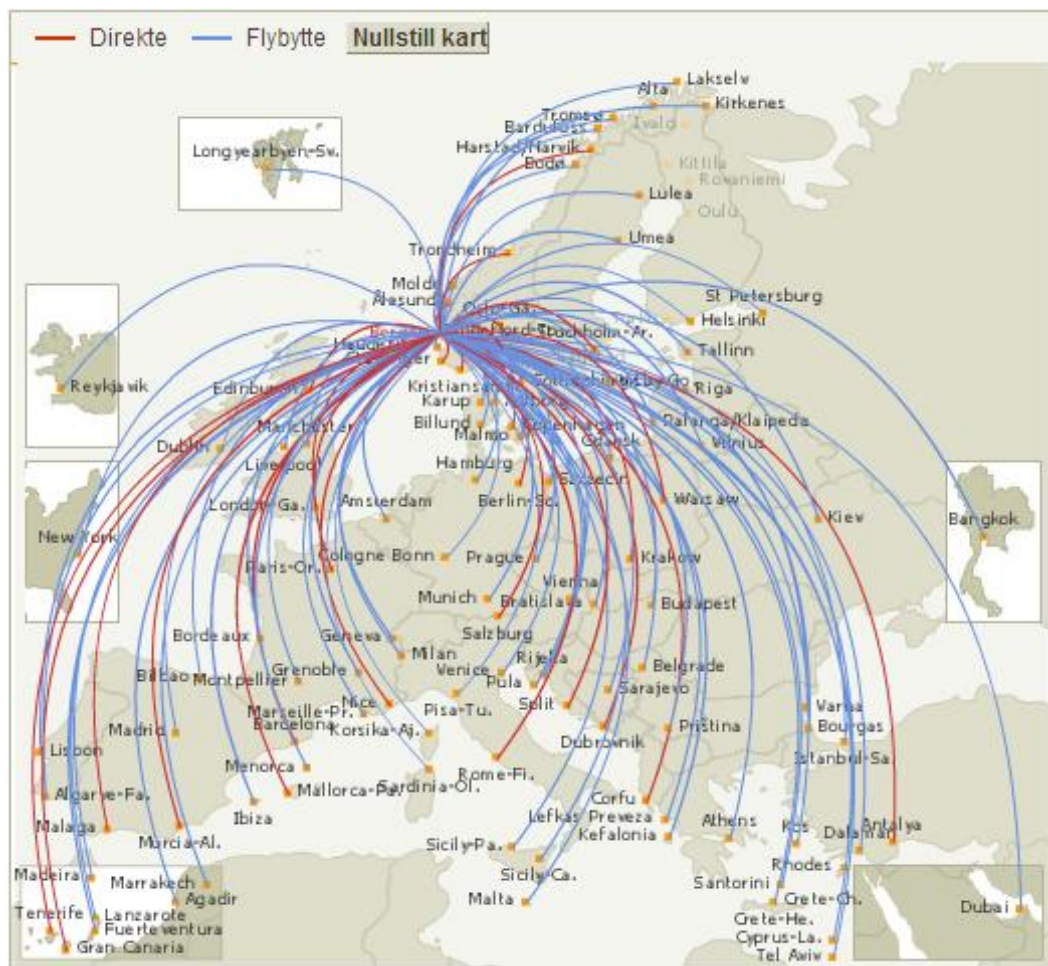 Direkte
Flybytte
Nullstill kart
Lakselv
Alta
Kirkenes
Tromsø
Ivalo
Bardufoss
Harstad/Narvik
Bodø
Kittila
Rovaniemi
Longyearbyen-Sv.
Lulea
Oulu
Umea
Trondheim
Molde
Ålesund
St Petersburg
Helsinki
Stockholm-Ar.
Tallinn
Reykjavik
Edinburgh
Kristiansand
Riga
Karup
Billund
Palanga/Klaipeda
Malmo
Copenhagen
Gdansk
Vilnius
Manchester
Dublin
Liverpool
Hamburg
Szczecin
Berlin-Sc.
Warsaw
London-Ga.
Amsterdam
Kiev
Bangkok
New York
Cologne Bonn
Prague
Krakow
Paris-Or.
Vienna
Munich
Bratislava
Budapest
Salzburg
Bordeaux
Geneva
Milan
Venice
Rijeka
Belgrade
Grenoble
Bilbao
Montpellier
Pula
Sarajevo
Nice
Pisa-Tu.
Split
Varna
Marseille-Pr.
Bourgas
Madrid
Barcelona
Korsika-Aj.
Dubrovnik
Priština
Lisbon
Istanbul-Sa.
Menorca
Rome-Fi.
Sardinia-Ol.
Mallorca-Pa.
Algarve-Fa.
Ibiza
Corfu
Lefkas Preveza
Athens
Kos
Antalya
Malaga
Murcia-Al.
Kefalonia
Dalaman
Sicily-Pa.
Rhodes
Sicily-Ca.
Madeira
Marrakech
Santorini
Agadir
Malta
Crete-Ch.
Tenerife
Lanzarote
Dubai
Crete-He.
Fuerteventura
Cyprus-La.
Gran Canaria
Tel Aviv